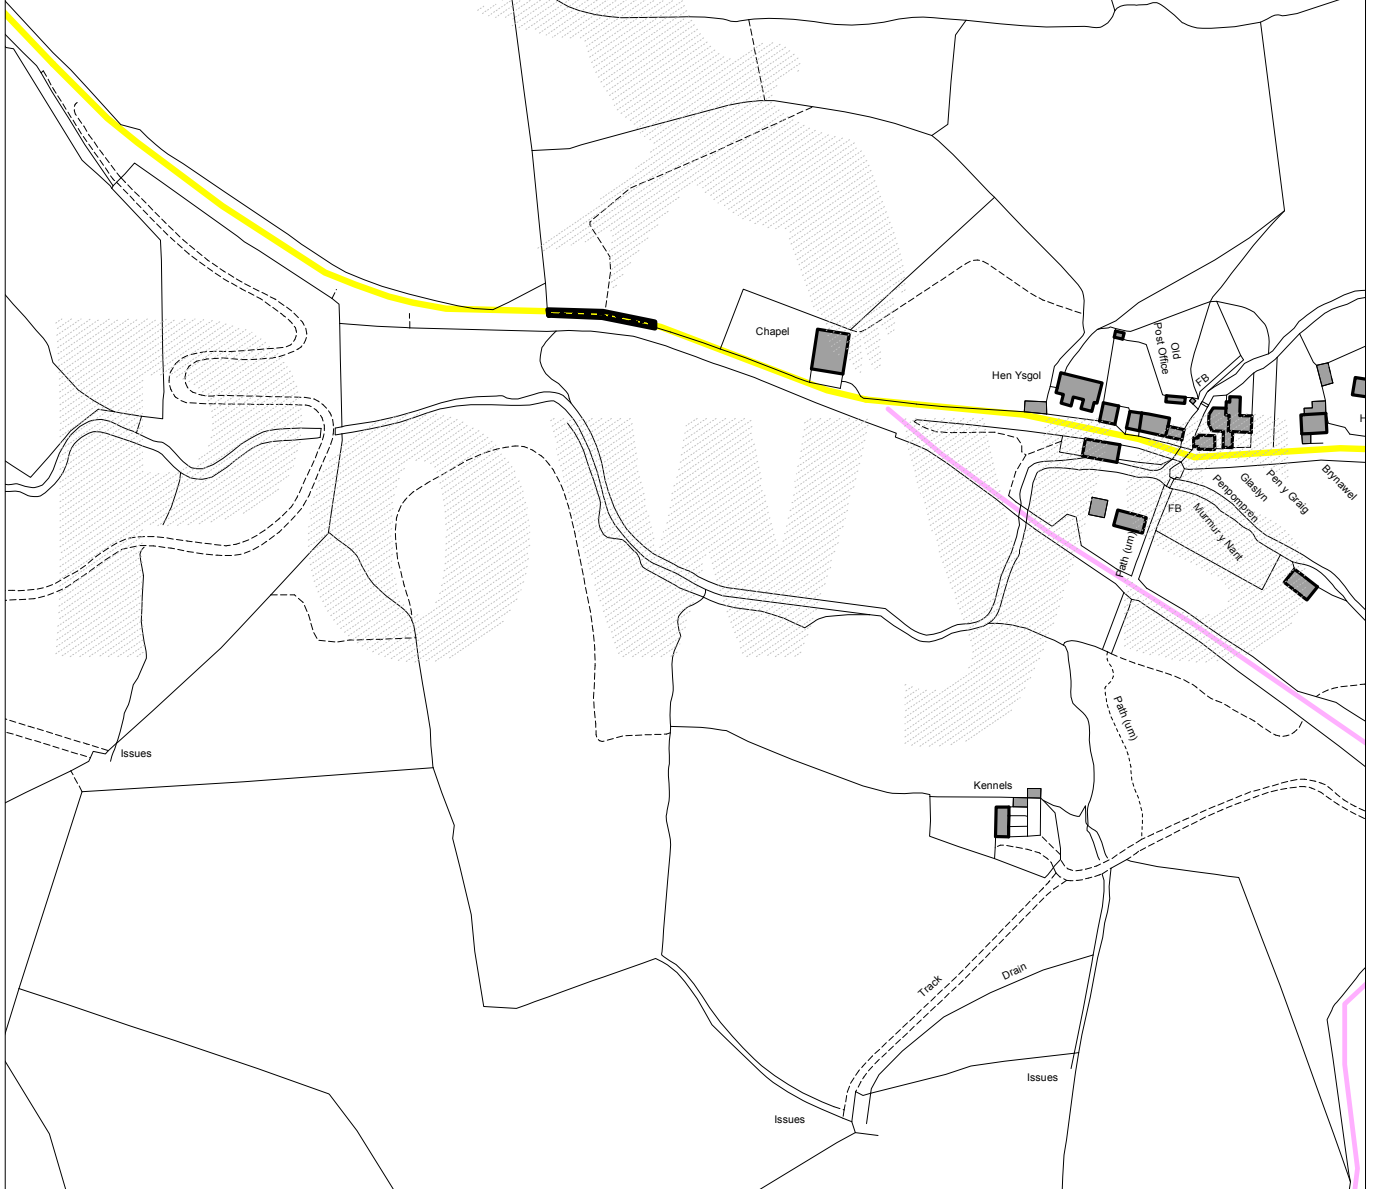 Chapel
Hen Ysgol
Old
Post Office
FB
H
Brynawel
Pen y Graig
Glaslyn
Penpompren
Murmur y Nant
FB
Path (um)
Path (um)
Issues
Kennels
Track
Drain
Issues
Issues